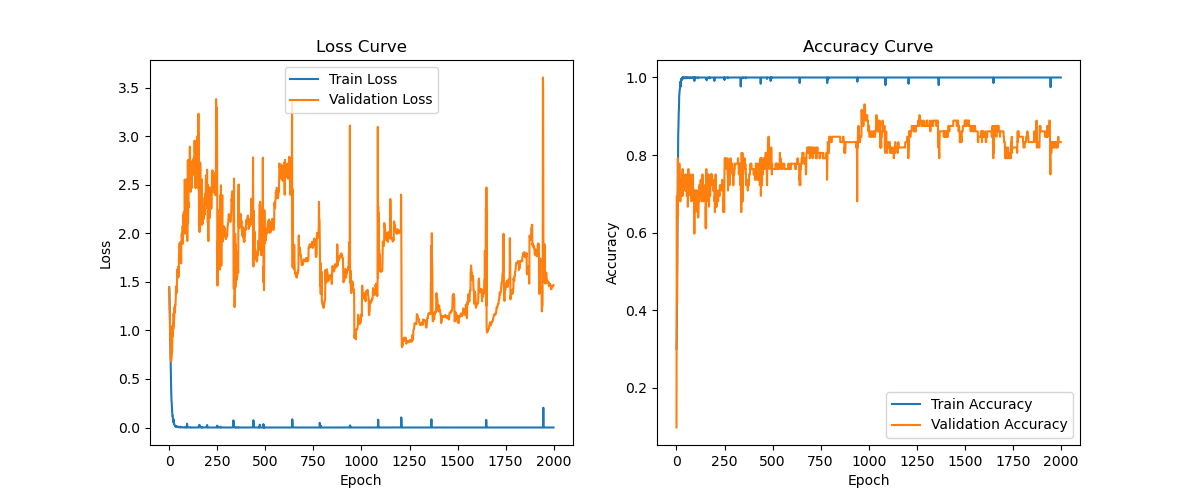 Loss Curve
Train Loss
Validation Loss
3.5
3.0
2.5
2.0
1.5
1.0
0.5
0.0
Loss
0 250 500 750 1000 1250 1500 1750 2000
Epoch
Accuracy Curve
1.0
0.8
0.6
0.4
0.2
Accuracy
Train Accuracy
Validation Accuracy
0 250 500 750 1000 1250 1500 1750 2000
Epoch